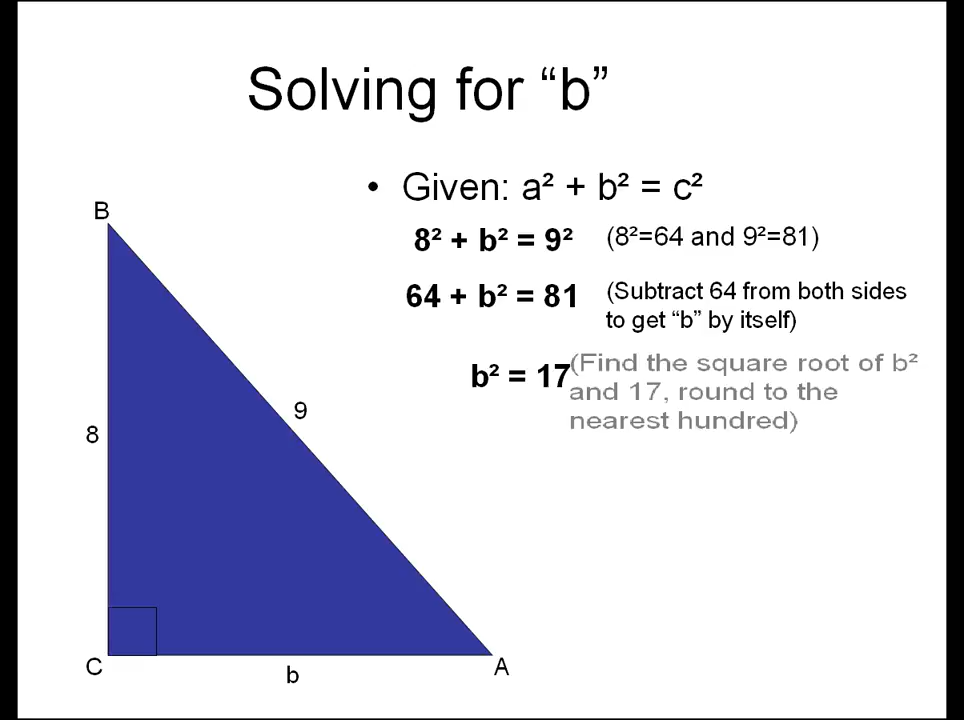 Solving for “b”
• Given: a² + b² = c²
8² + b² = 9² (8²=64 and 9²=81)
64 + b² = 81 (Subtract 64 from both sides
to get “b” by itself)
b² = 17 (Find the square root of b²
and 17, round to the
nearest hundred)
B
9
8
C
b
A